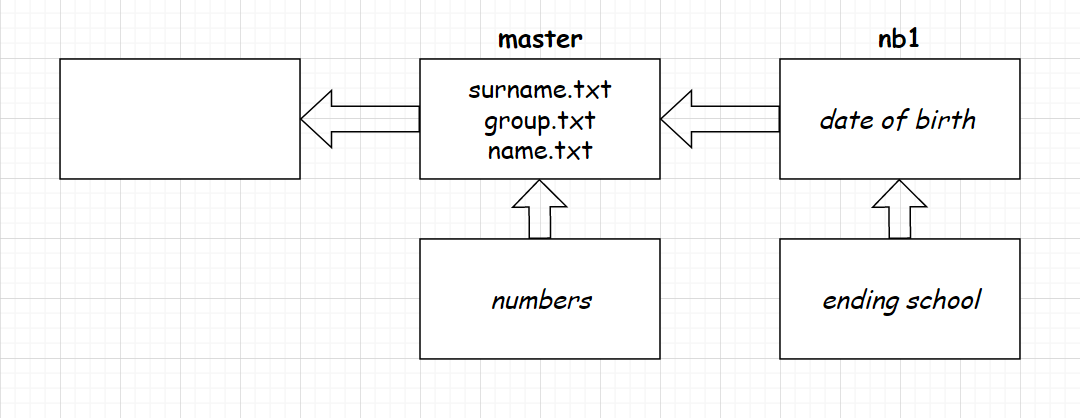 master
nb1
surname.txt
group.txt
name.txt
date of birth
numbers
ending school